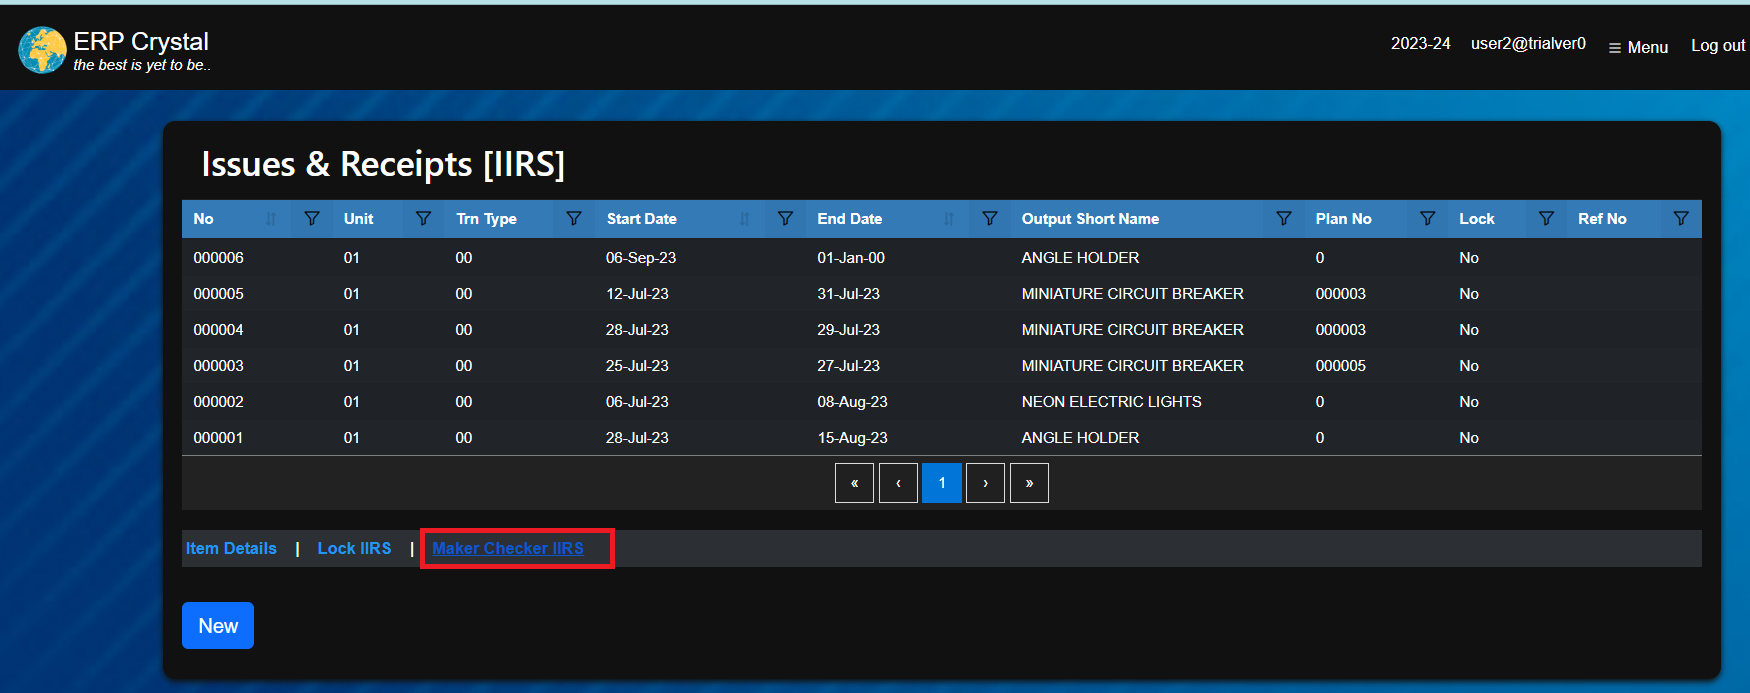 ERP Crystal
the best is yet to be..
2023-24 user2@trialver0 Menu Log out
Issues & Receipts [IIRS]
No Unit Trn Type Start Date End Date Output Short Name Plan No Lock Ref No
000006 01 00 06-Sep-23 01-Jan-00 ANGLE HOLDER 0 No
000005 01 00 12-Jul-23 31-Jul-23 MINIATURE CIRCUIT BREAKER 000003 No
000004 01 00 28-Jul-23 29-Jul-23 MINIATURE CIRCUIT BREAKER 000003 No
000003 01 00 25-Jul-23 27-Jul-23 MINIATURE CIRCUIT BREAKER 000005 No
000002 01 00 06-Jul-23 08-Aug-23 NEON ELECTRIC LIGHTS 0 No
000001 01 00 28-Jul-23 15-Aug-23 ANGLE HOLDER 0 No
« ‹ 1 › »
Item Details | Lock IIRS | Maker Checker IIRS
New